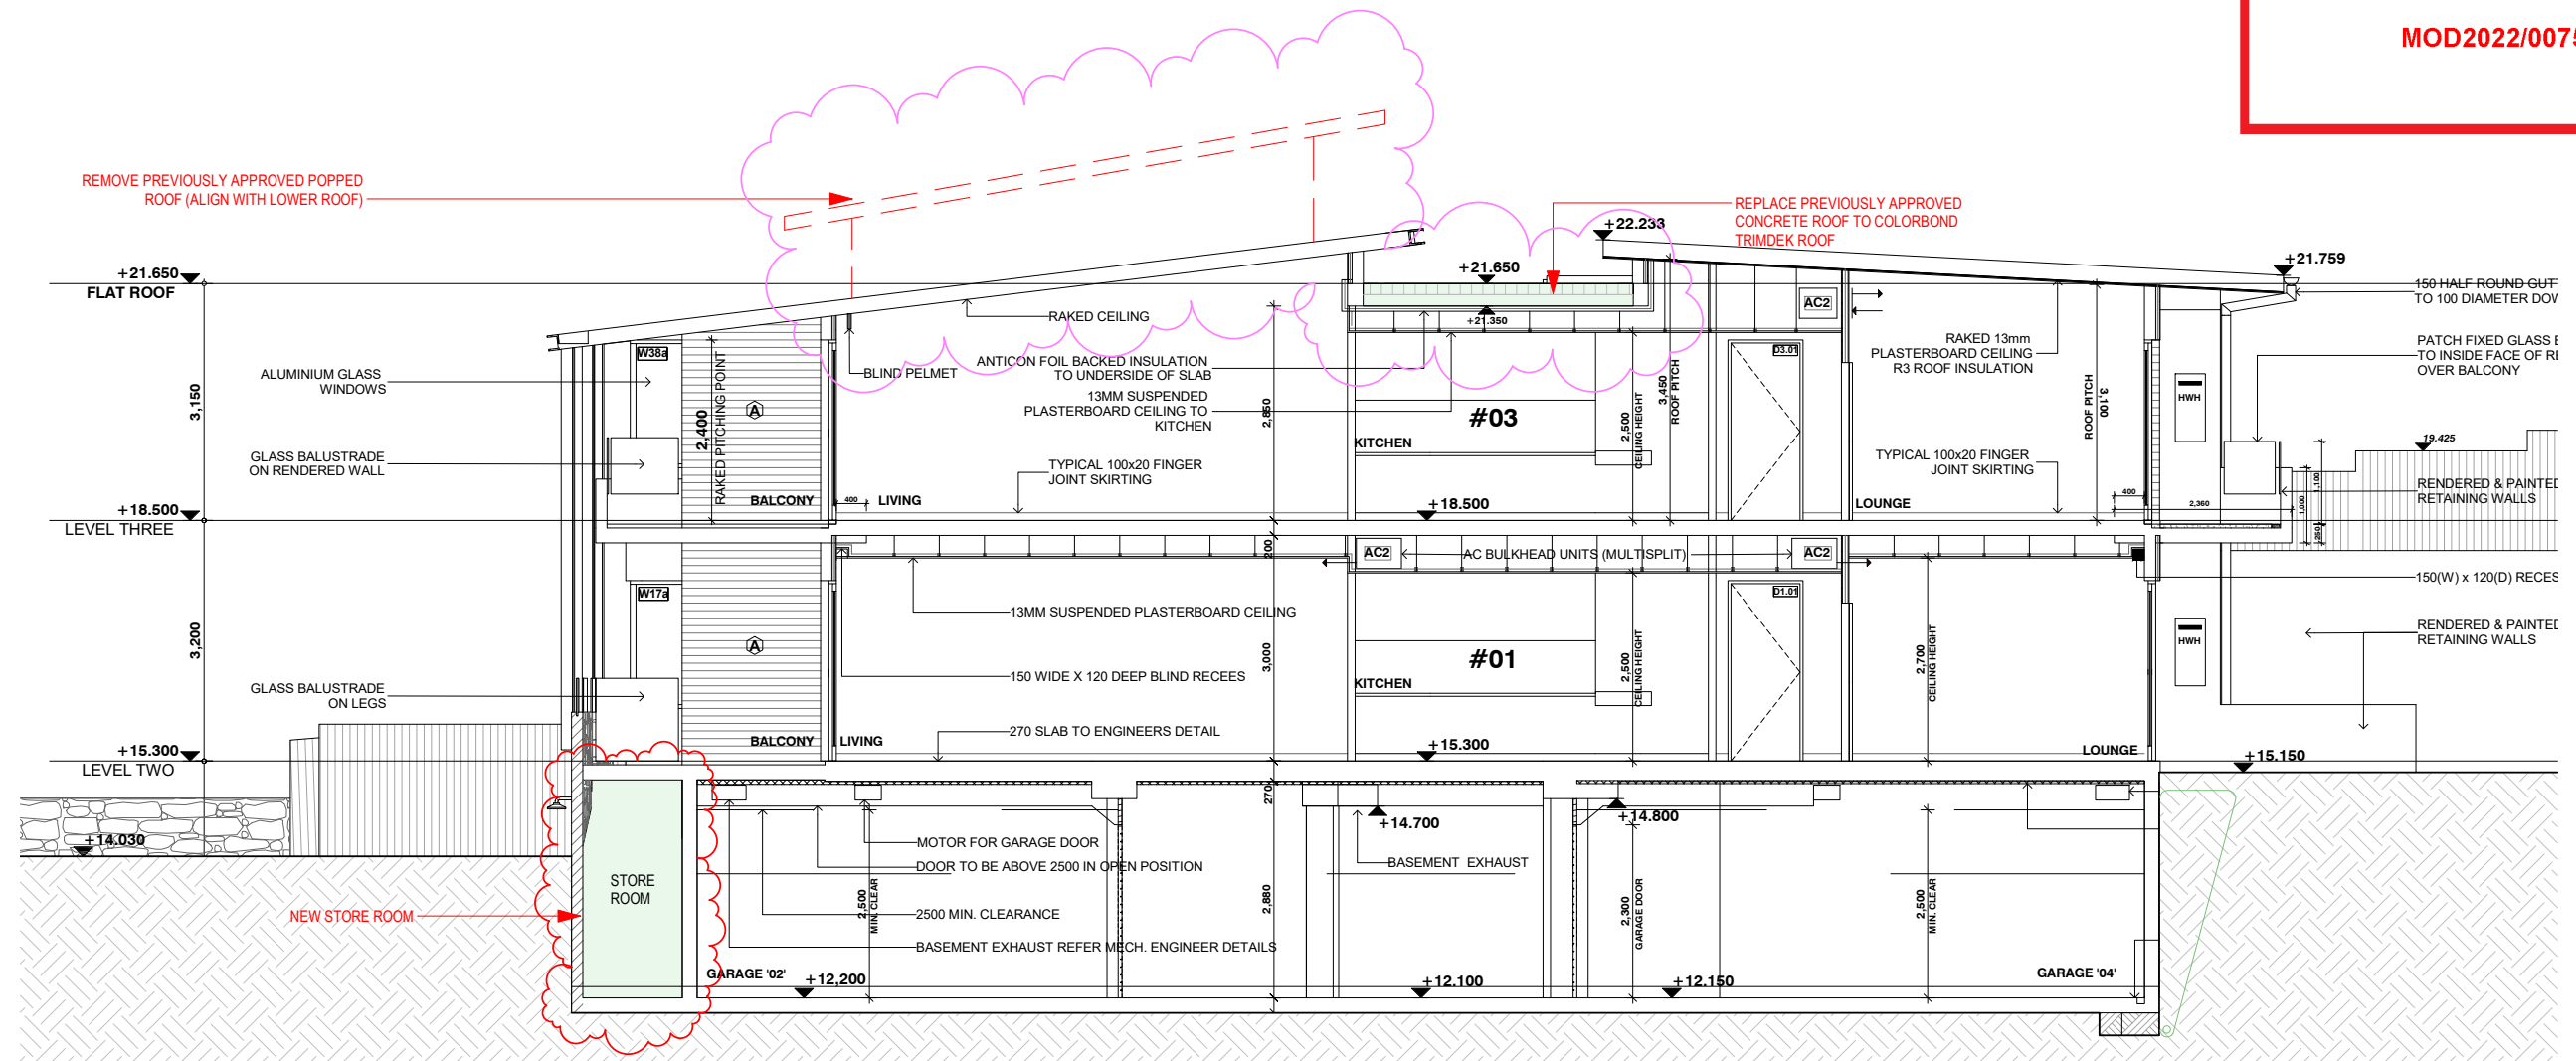 MOD2022/0075
REMOVE PREVIOUSLY APPROVED POPPED
ROOF (ALIGN WITH LOWER ROOF)
REPLACE PREVIOUSLY APPROVED
CONCRETE ROOF TO COLORBOND
TRIMDEK ROOF
+22.233
+21.759
+21.650
FLAT ROOF
+21.650
+21.350
150 HALF ROUND
TO 100 DIAMETER
AC2
RAKED CEILING
BLIND PELMET
ANTICON FOIL BACKED INSULATION
TO UNDERSIDE OF SLAB
13MM SUSPENDED
PLASTERBOARD CEILING TO
KITCHEN
RAKED 13mm
PLASTERBOARD CEILING
R3 ROOF INSULATION
PATCH FIXED GLASS
TO INSIDE FACE OF
OVER BALCONY
ALUMINIUM GLASS
WINDOWS
W38a
RAKED PITCHING POINT
2,400
A
3,150
2,850
#03
KITCHEN
2,500
CEILING HEIGHT
3,450
ROOF PITCH
D3.01
ROOF PITCH
3,100
HWH
19.425
GLASS BALUSTRADE
ON RENDERED WALL
TYPICAL 100x20 FINGER
JOINT SKIRTING
TYPICAL 100x20 FINGER
JOINT SKIRTING
RENDERED & PAINTED
RETAINING WALLS
BALCONY
400
LIVING
LOUNGE
400
2,360
1,000
1,100
250
+18.500
LEVEL THREE
+18.500
200
AC2
AC BULKHEAD UNITS (MULTISPLIT)
AC2
150(W) x 120(D)
W17a
13MM SUSPENDED PLASTERBOARD CEILING
D1.01
A
3,200
3,000
#01
KITCHEN
2,500
CEILING HEIGHT
2,700
CEILING HEIGHT
HWH
RENDERED & PAINTED
RETAINING WALLS
150 WIDE X 120 DEEP BLIND RECEES
GLASS BALUSTRADE
ON LEGS
270 SLAB TO ENGINEERS DETAIL
BALCONY
LIVING
LOUNGE
+15.300
LEVEL TWO
+15.300
+15.150
270
+14.700
+14.800
+14.030
MOTOR FOR GARAGE DOOR
DOOR TO BE ABOVE 2500 IN OPEN POSITION
BASEMENT EXHAUST
STORE
ROOM
NEW STORE ROOM
2500 MIN. CLEARANCE
BASEMENT EXHAUST REFER MECH. ENGINEER DETAILS
2,500
MIN. CLEAR
2,880
2,300
GARAGE DOOR
2,500
MIN. CLEAR
GARAGE '02'
GARAGE '04'
+12,200
+12.100
+12.150